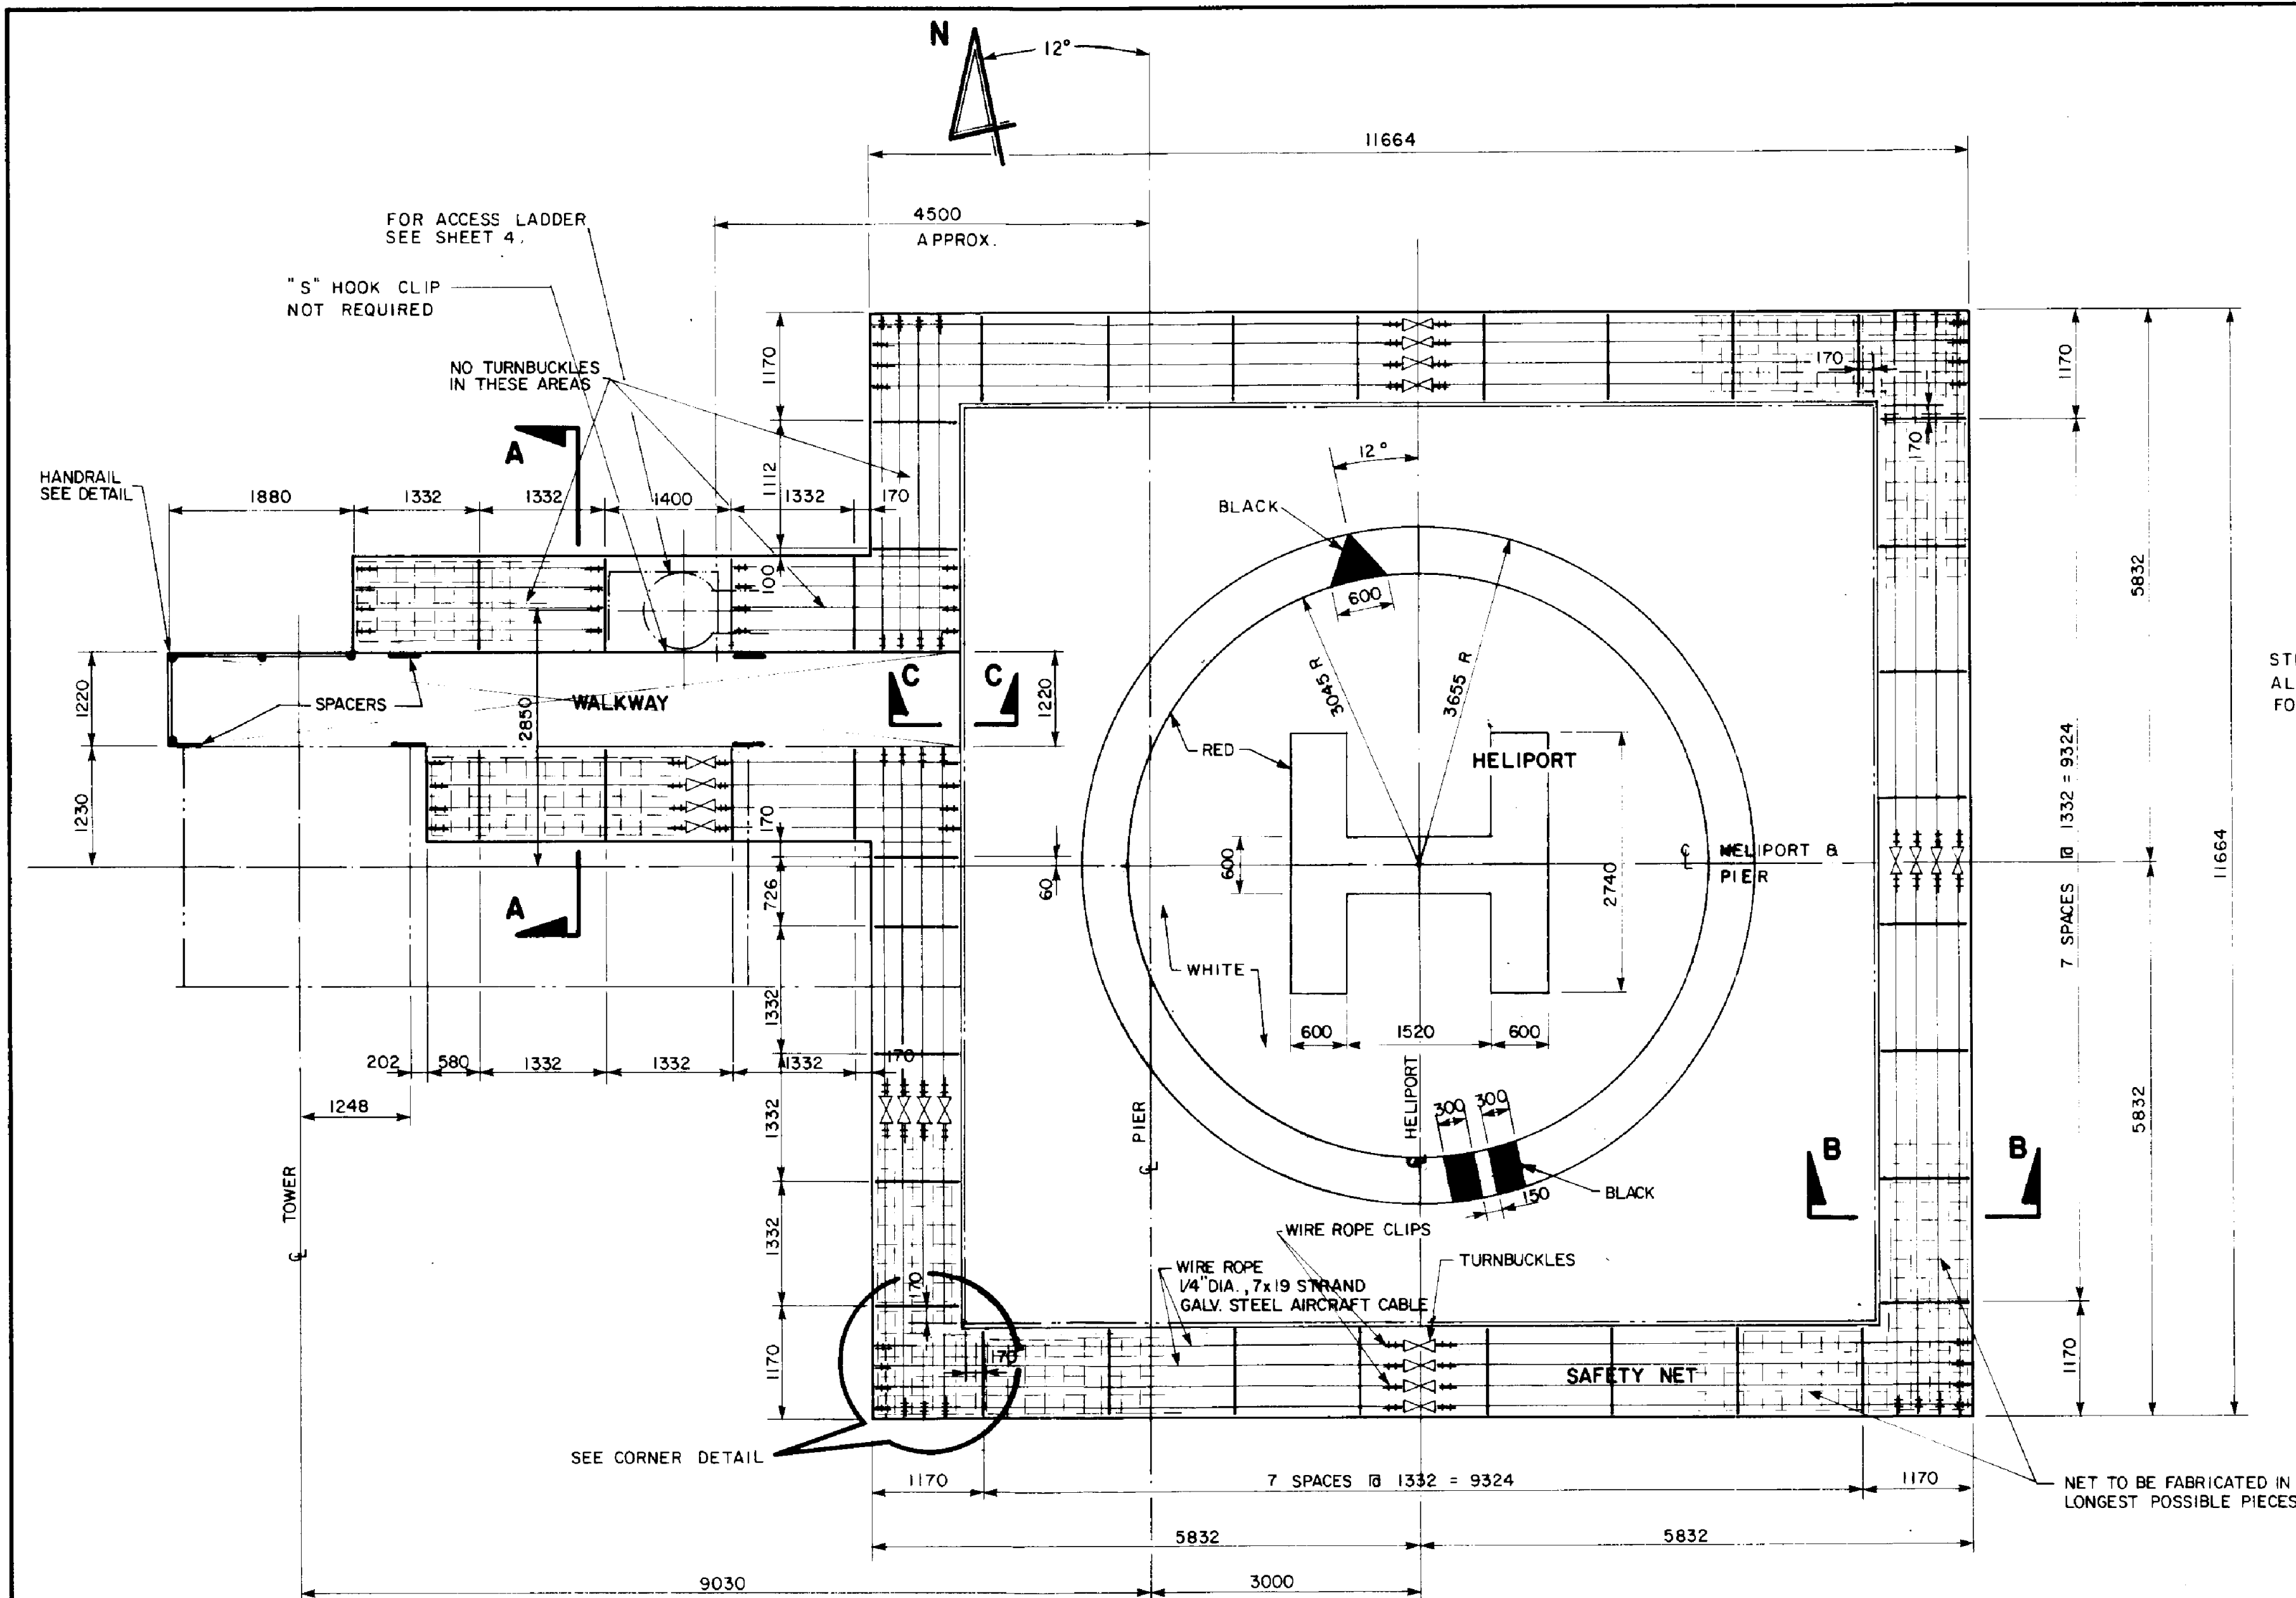 N
12°
11664
4500
APPROX.
FOR ACCESS LADDER
SEE SHEET 4.
"S" HOOK CLIP
NOT REQUIRED
NO TURNBUCKLES
IN THESE AREAS
1170
170
1170
170
A
1112
12°
HANDRAIL
SEE DETAIL
1880
1332
1332
1400
1332
170
BLACK
100
600
5832
3045 R
3655 R
C
C
1220
SPACERS
WALKWAY
2850
1220
RED
HELIPORT
7 SPACES @ 1332 = 9324
11664
1230
170
600
2740
℄ HELIPORT &
PIER
60
726
A
WHITE
1332
600
1520
600
202
580
1332
1332
1332
170
1248
1332
PIER
℄
HELIPORT
℄
300
300
150
BLACK
B
B
5832
TOWER
℄
1332
WIRE ROPE CLIPS
WIRE ROPE
1/4" DIA., 7x19 STRAND
GALV. STEEL AIRCRAFT CABLE
TURNBUCKLES
170
170
1170
SAFETY NET
1170
SEE CORNER DETAIL
1170
7 SPACES @ 1332 = 9324
1170
NET TO BE FABRICATED IN
LONGEST POSSIBLE PIECES
5832
5832
9030
3000